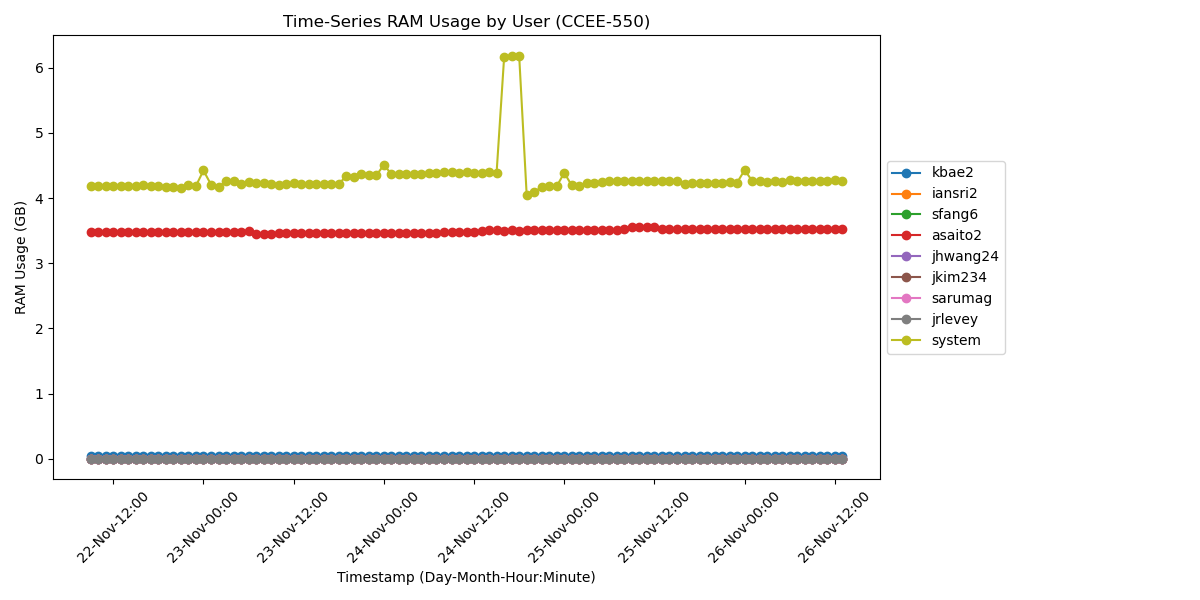 Time-Series RAM Usage by User (CCEE-550)
RAM Usage (GB)
6
5
4
3
2
1
0
22-Nov-12:00
23-Nov-00:00
23-Nov-12:00
24-Nov-00:00
24-Nov-12:00
25-Nov-00:00
25-Nov-12:00
26-Nov-00:00
26-Nov-12:00
Timestamp (Day-Month-Hour:Minute)
kbae2
iansri2
sfang6
asaito2
jhwang24
jkim234
sarumag
jrlevey
system